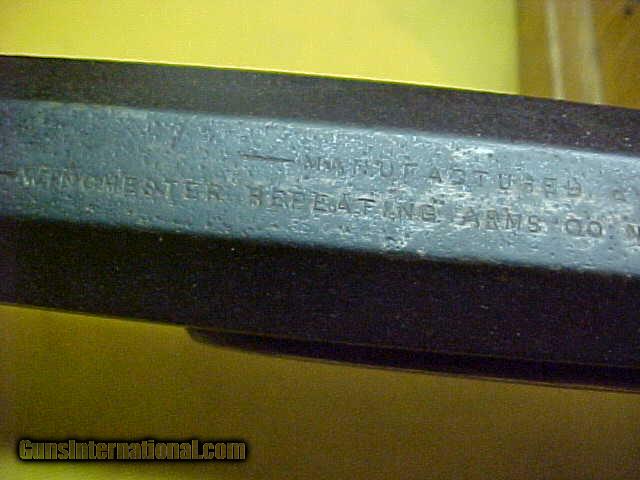 — MANUFACTURED
— WINCHESTER REPEATING ARMS CO
GunsInternational.com